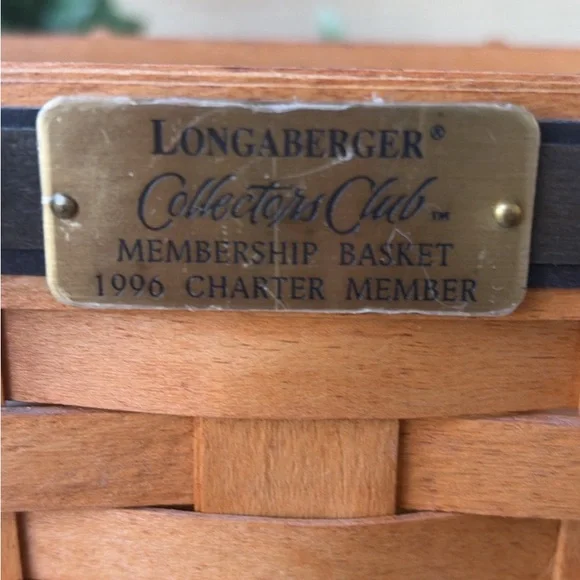 LONGABERGER®
Collectors Club™
MEMBERSHIP BASKET
1996 CHARTER MEMBER